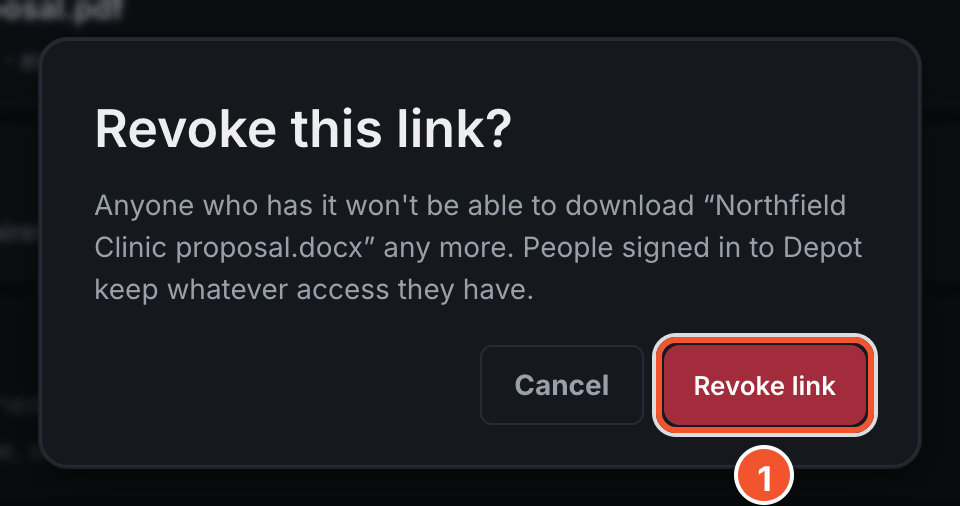 Revoke this link?
Anyone who has it won't be able to download “Northfield
Clinic proposal.docx” any more. People signed in to Depot
keep whatever access they have.
Cancel
Revoke link
1